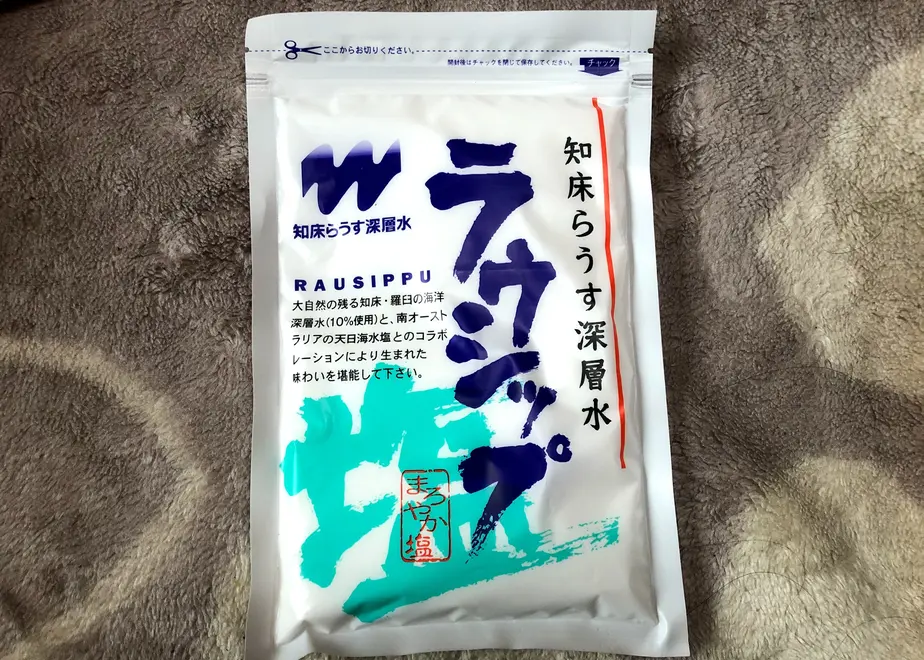 ここからお切りください。
開封後はチャックを閉じて保存してください。
チャック
知床らうす深層水
ラウシップ
知床らうす深層水
RAUSIPPU
大自然の残る知床・羅臼の海洋
深層水(10%使用)と、南オースト
ラリアの天日海水塩とのコラボ
レーションにより生まれた
味わいを堪能して下さい。
塩
まろやか塩